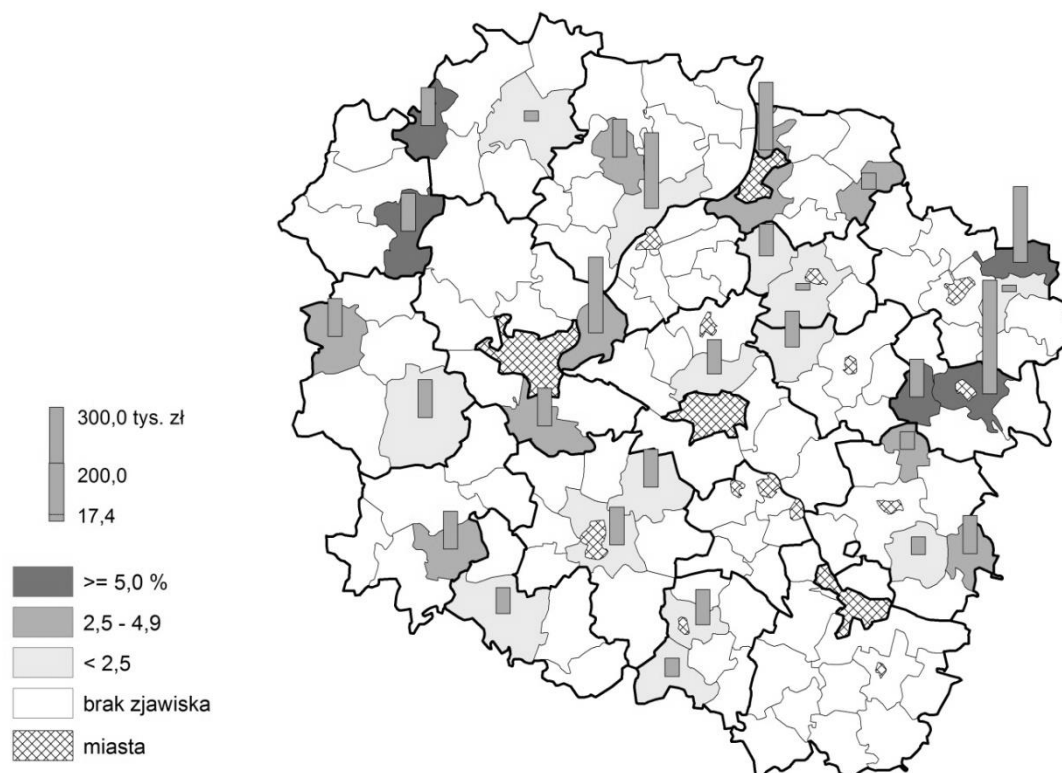 300,0 tys. zł
200,0
17,4
>= 5,0 %
2,5 - 4,9
< 2,5
brak zjawiska
miasta